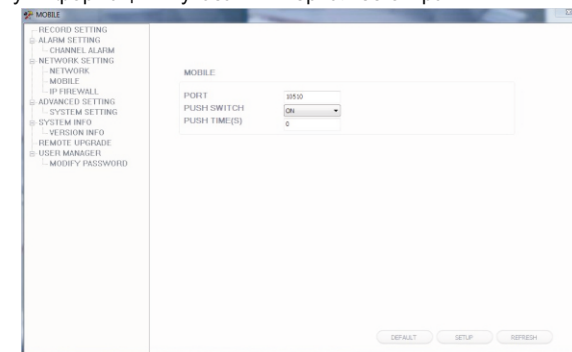 MOBILE
RECORD SETTING
ALARM SETTING
CHANNEL ALARM
NETWORK SETTING
NETWORK
MOBILE
IP FIREWALL
ADVANCED SETTING
SYSTEM SETTING
SYSTEM INFO
VERSION INFO
REMOTE UPGRADE
USER MANAGER
MODIFY PASSWORD
MOBILE
PORT 10510
PUSH SWITCH ON
PUSH TIME(S) 0
DEFAULT SETUP REFRESH